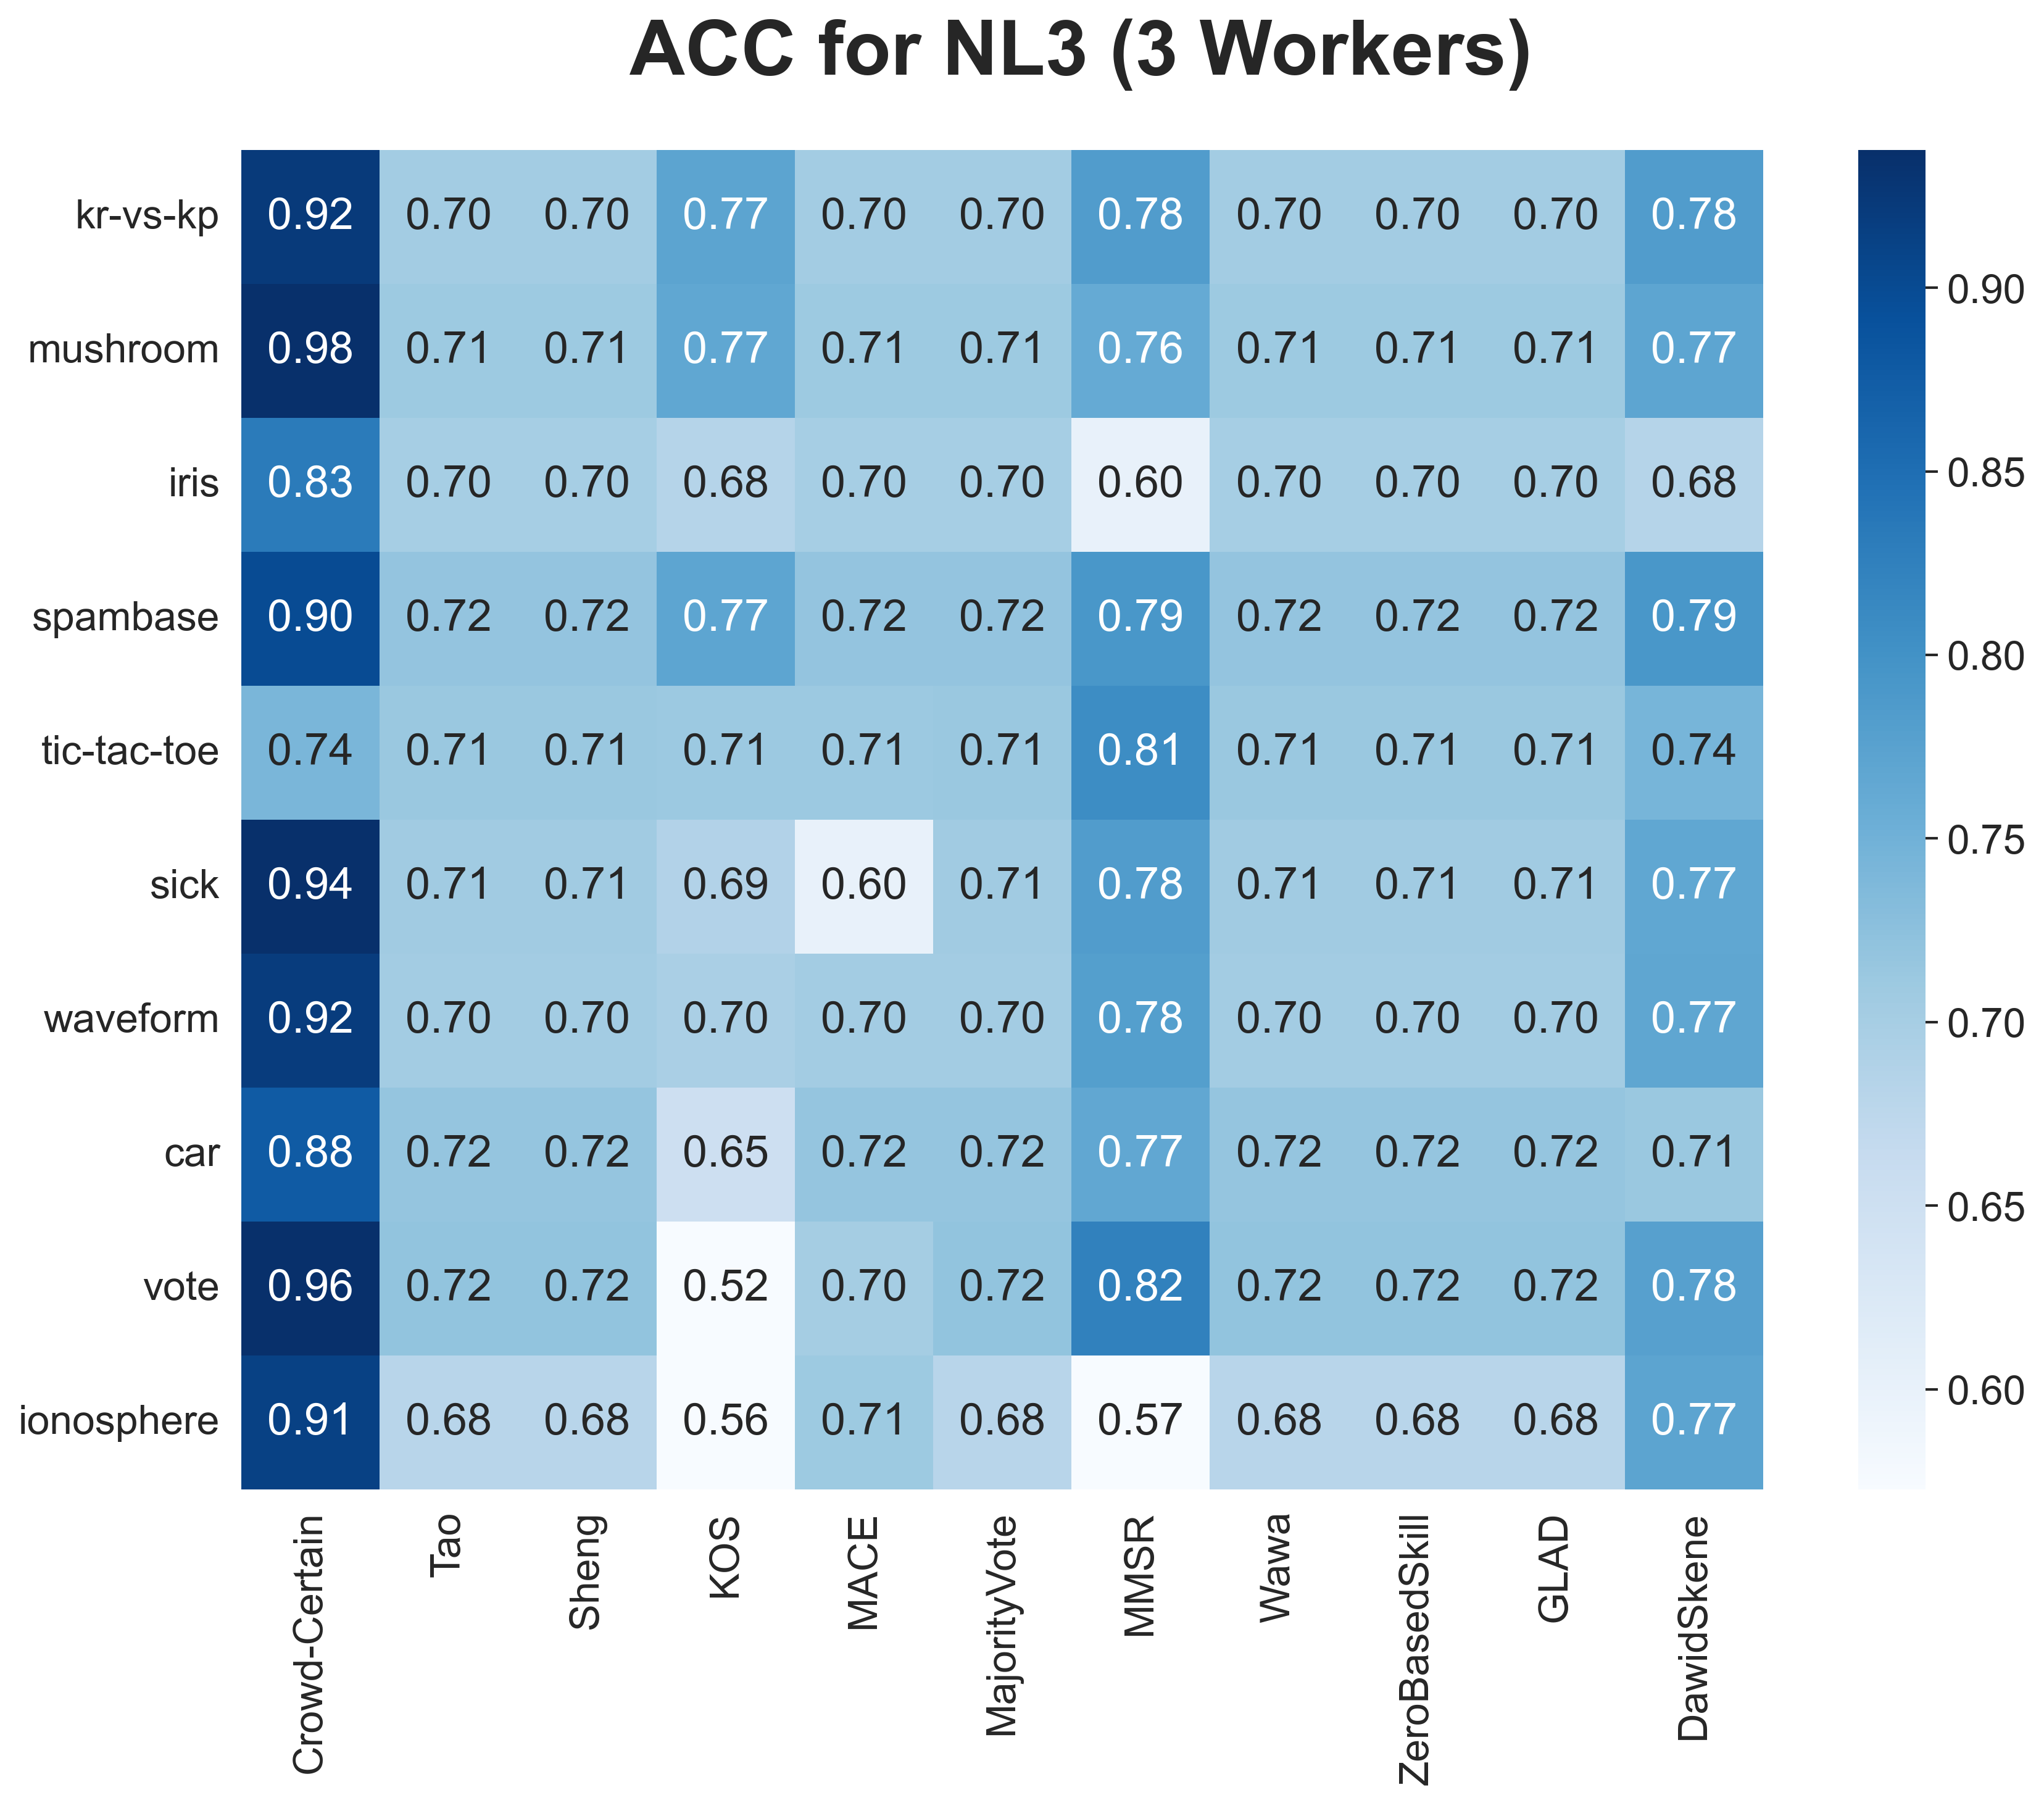 ACC for NL3 (3 Workers)
kr-vs-kp 0.92 0.70 0.70 0.77 0.70 0.70 0.78 0.70 0.70 0.70 0.78
mushroom 0.98 0.71 0.71 0.77 0.71 0.71 0.76 0.71 0.71 0.71 0.77
iris 0.83 0.70 0.70 0.68 0.70 0.70 0.60 0.70 0.70 0.70 0.68
spambase 0.90 0.72 0.72 0.77 0.72 0.72 0.79 0.72 0.72 0.72 0.79
tic-tac-toe 0.74 0.71 0.71 0.71 0.71 0.71 0.81 0.71 0.71 0.71 0.74
sick 0.94 0.71 0.71 0.69 0.60 0.71 0.78 0.71 0.71 0.71 0.77
waveform 0.92 0.70 0.70 0.70 0.70 0.70 0.78 0.70 0.70 0.70 0.77
car 0.88 0.72 0.72 0.65 0.72 0.72 0.77 0.72 0.72 0.72 0.71
vote 0.96 0.72 0.72 0.52 0.70 0.72 0.82 0.72 0.72 0.72 0.78
ionosphere 0.91 0.68 0.68 0.56 0.71 0.68 0.57 0.68 0.68 0.68 0.77
Crowd-Certain
Tao
Sheng
KOS
MACE
MajorityVote
MMSR
Wawa
ZeroBasedSkill
GLAD
DawidSkene
0.90
0.85
0.80
0.75
0.70
0.65
0.60